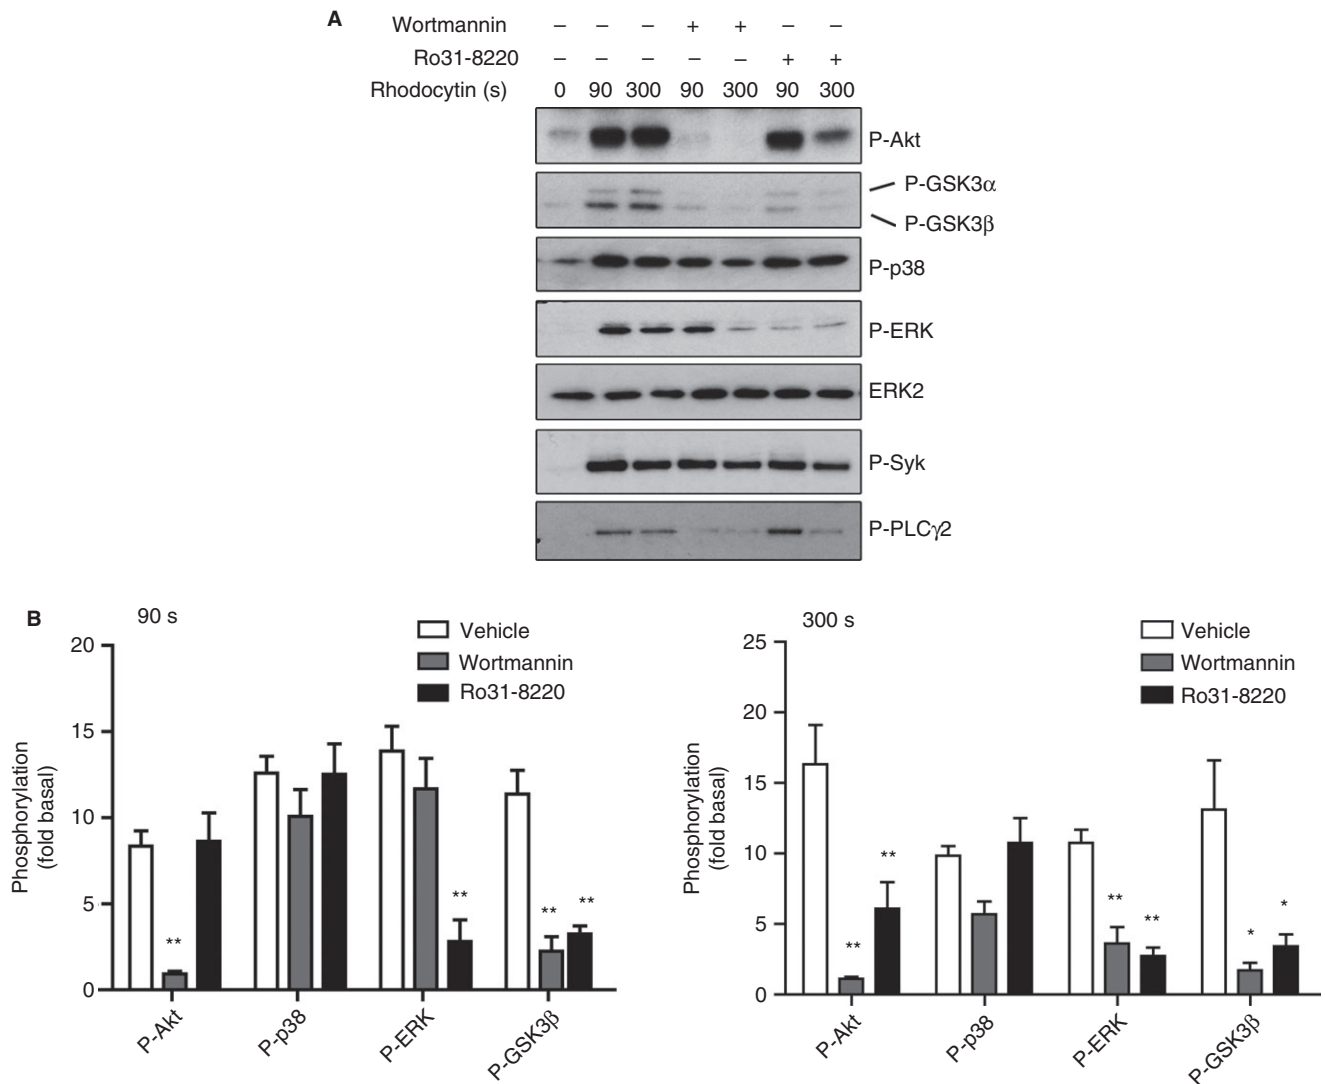 A
Wortmannin – – – + + – –
Ro31-8220 – – – – – + +
Rhodocytin (s) 0 90 300 90 300 90 300
P-Akt
P-GSK3α
P-GSK3β
P-p38
P-ERK
ERK2
P-Syk
P-PLCγ2
B
90 s
Vehicle
Wortmannin
Ro31-8220
Phosphorylation
(fold basal)
20
15
10
5
0
**
**
**
**
P-Akt
P-p38
P-ERK
P-GSK3β
300 s
Vehicle
Wortmannin
Ro31-8220
Phosphorylation
(fold basal)
25
20
15
10
5
0
**
**
**
**
*
*
P-Akt
P-p38
P-ERK
P-GSK3β